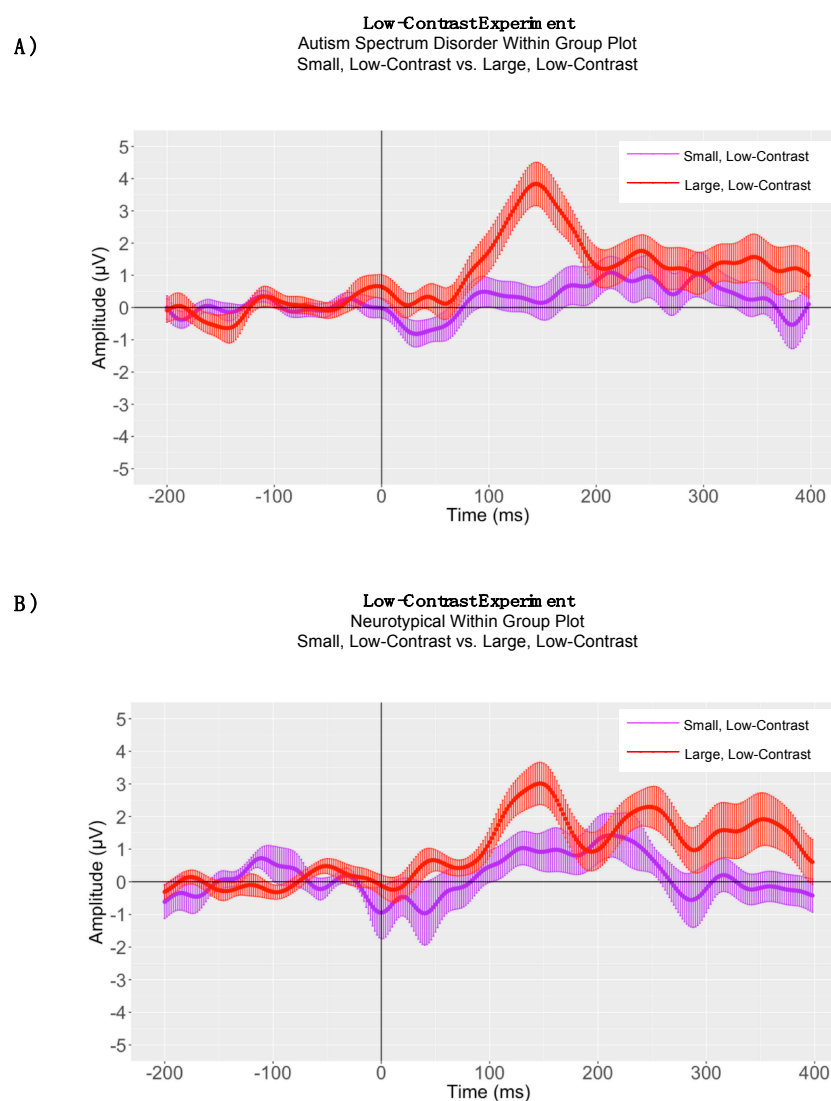 A)
Low-ContrastExperiment
Autism Spectrum Disorder Within Group Plot
Small, Low-Contrast vs. Large, Low-Contrast
5
4
3
2
1
0
-1
-2
-3
-4
-5
Amplitude (µV)
Small, Low-Contrast
Large, Low-Contrast
-200 -100 0 100 200 300 400
Time (ms)
B)
Low-ContrastExperiment
Neurotypical Within Group Plot
Small, Low-Contrast vs. Large, Low-Contrast
5
4
3
2
1
0
-1
-2
-3
-4
-5
Amplitude (µV)
Small, Low-Contrast
Large, Low-Contrast
-200 -100 0 100 200 300 400
Time (ms)